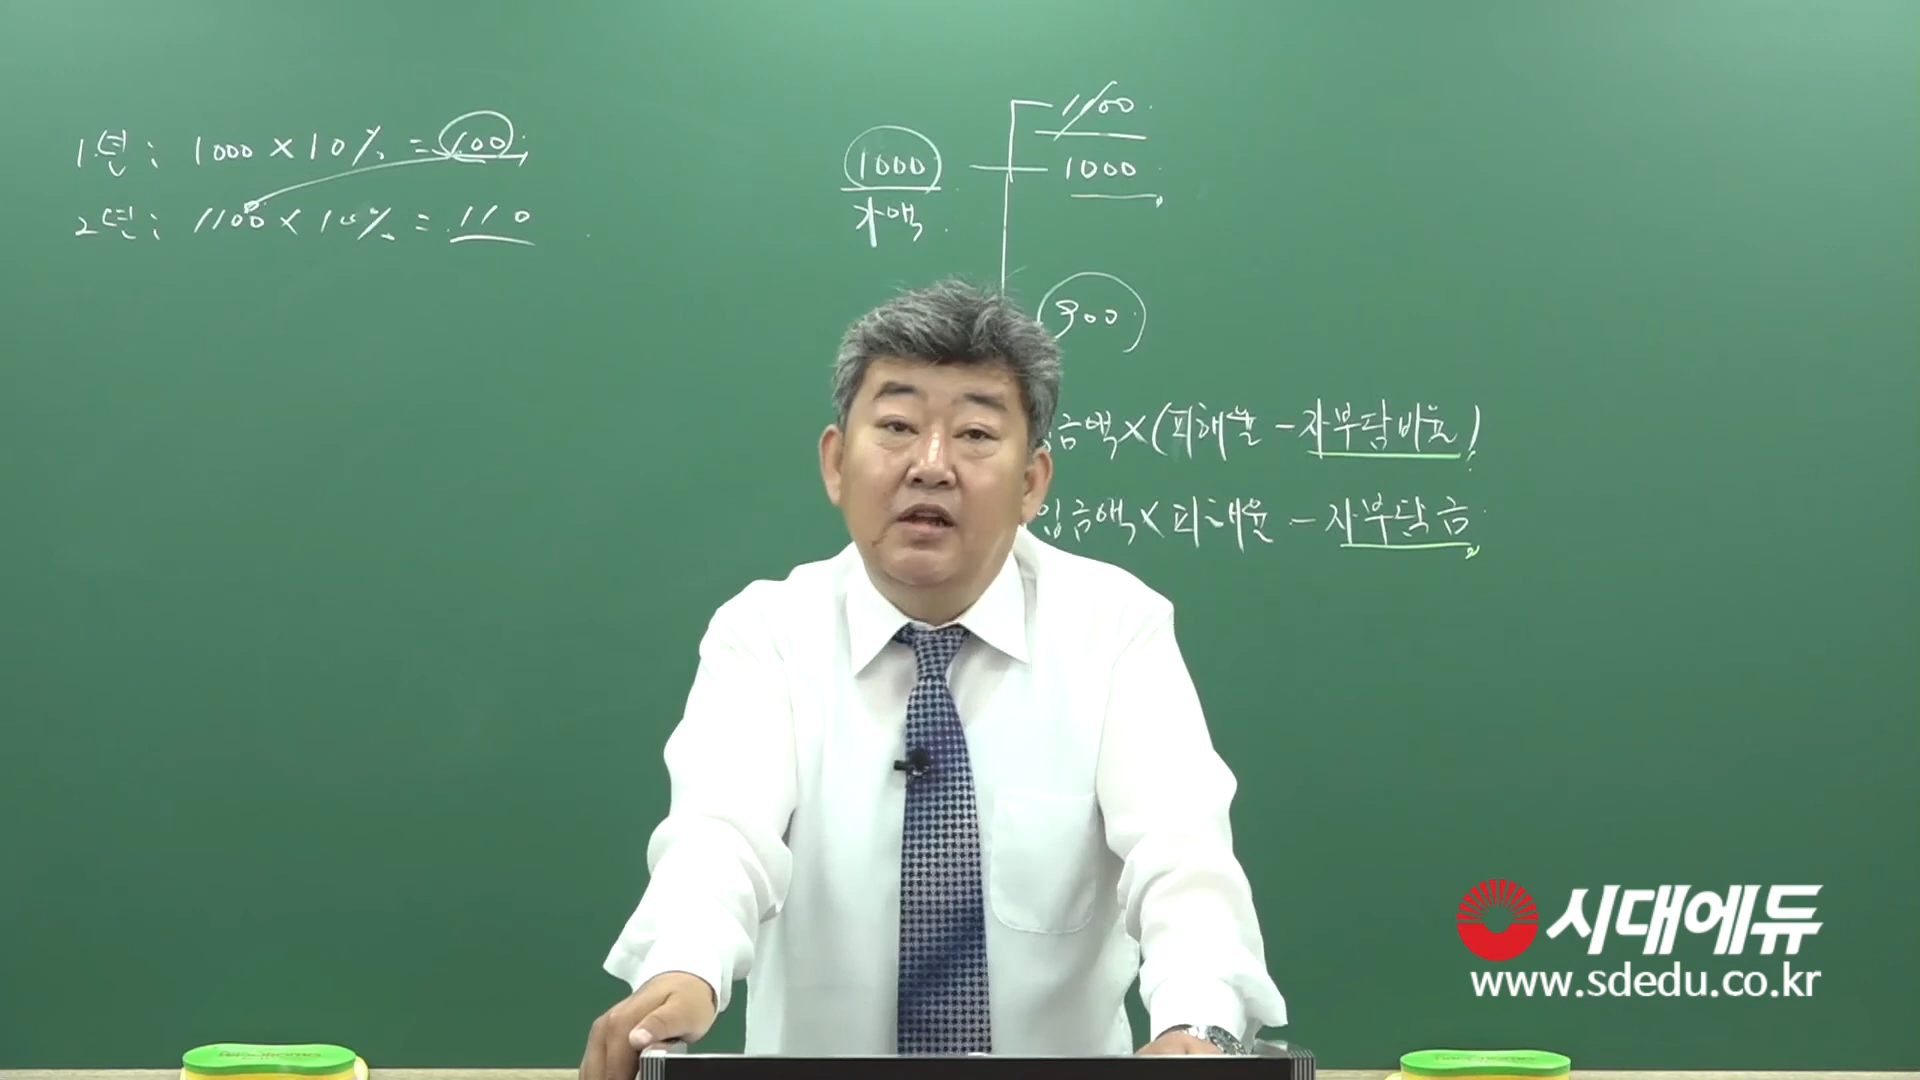 1년 : 1000 × 10% = 100
2년 : 1100 × 10% = 110
1000
가액
1100
1000
900
금액 × (피해율 - 자부담비율)
입금액 × 피해율 - 자부담금
시대에듀
www.sdedu.co.kr